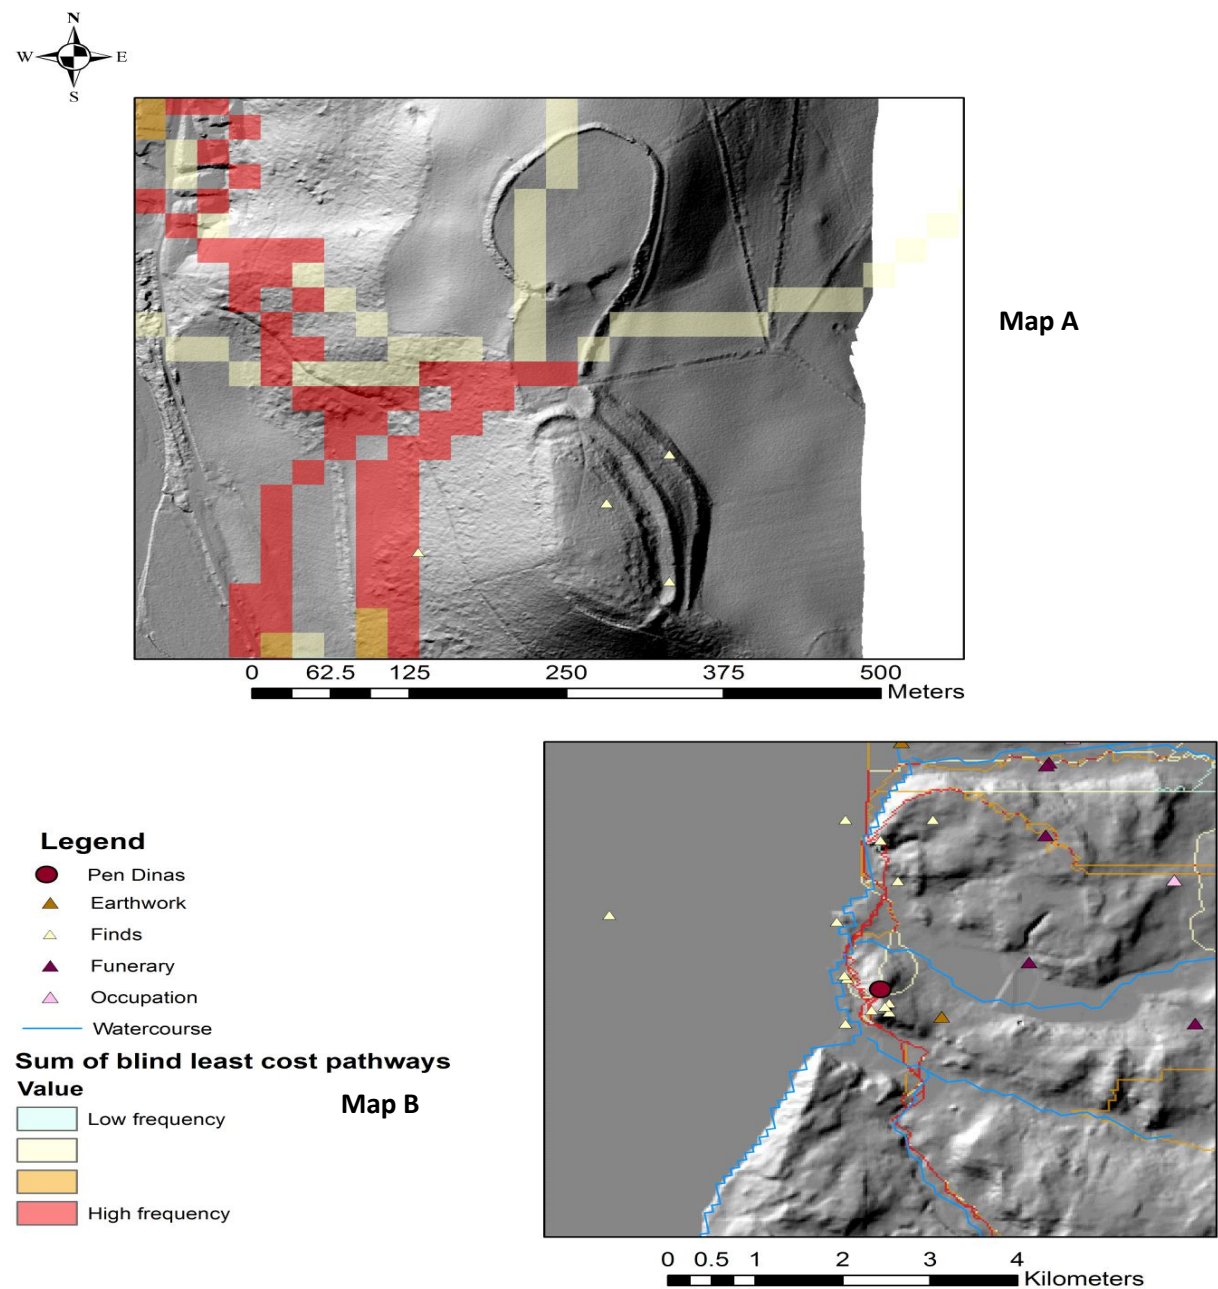 N
W E
S
Map A
0 62.5 125 250 375 500
Meters
Legend
Pen Dinas
Earthwork
Finds
Funerary
Occupation
Watercourse
Sum of blind least cost pathways
Value
Low frequency
High frequency
Map B
0 0.5 1 2 3 4
Kilometers